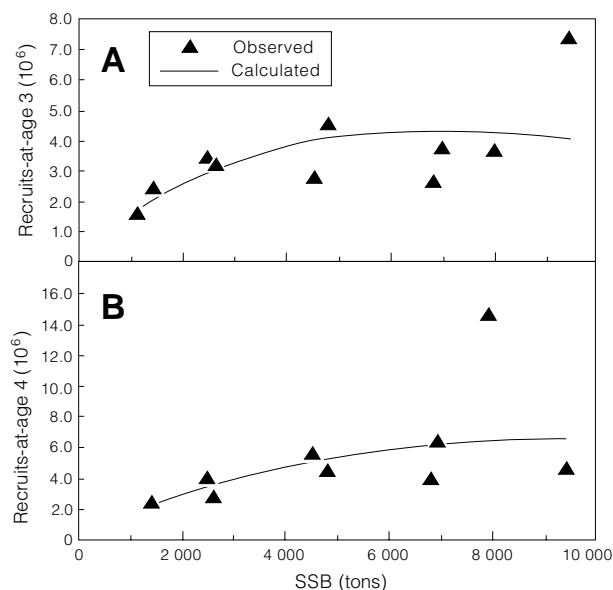 A
Observed
Calculated
Recruits-at-age 3 (10⁶)
8.0
7.0
6.0
5.0
4.0
3.0
2.0
1.0
0
B
Recruits-at-age 4 (10⁶)
16.0
14.0
12.0
10.0
8.0
6.0
4.0
2.0
0
0 2 000 4 000 6 000 8 000 10 000
SSB (tons)